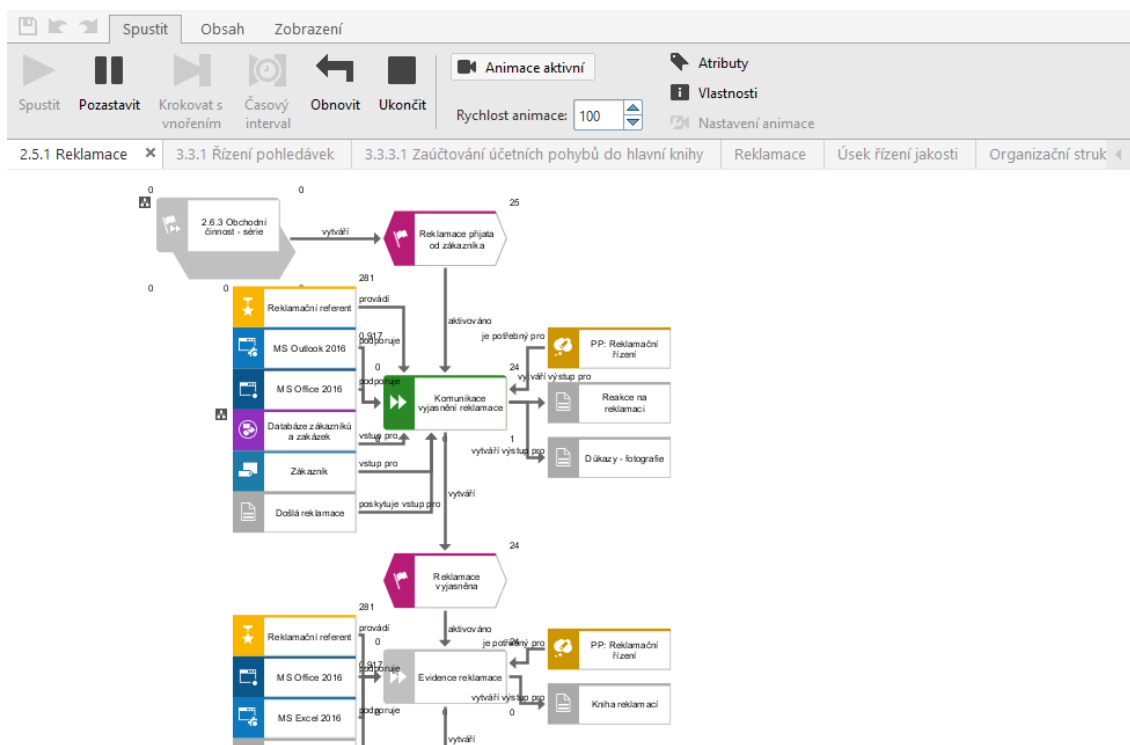 Spustit Obsah Zobrazení
Spustit Pozastavit Krokovat s vnořením Časový interval Obnovit Ukončit
Animace aktivní
Rychlost animace: 100
Atributy
Vlastnosti
Nastavení animace
2.5.1 Reklamace × 3.3.1 Řízení pohledávek 3.3.3.1 Zaúčtování účetních pohybů do hlavní knihy Reklamace Úsek řízení jakosti Organizační struk
0 0 25
2.6.3 Obchodní
činnost - série
vytváří
Reklamace přijata
od zákazníka
0 0 281
Reklamační referent
provádí
aktivováno
0,917
MS Outlook 2016
podporuje
je potřebný pro
PP: Reklamační
řízení
0 24
MS Office 2016
podporuje
vytváří výstup pro
Komunikace
vyjasnění reklamace
Reakce na
reklamaci
Databáze zákazníků
a zakázek
vstup pro
0 1
vytváří výstup pro
Důkazy - fotografie
Zákazník
vstup pro
Došlá reklamace
poskytuje vstup pro
vytváří
24
Reklamace
vyjasněna
281
Reklamační referent
provádí
aktivováno
0 24
je potřebný pro
PP: Reklamační
řízení
0,917
MS Office 2016
podporuje
Evidence reklamace
vytváří výstup pro
Kniha reklamací
MS Excel 2016
podporuje
0 0
vytváří